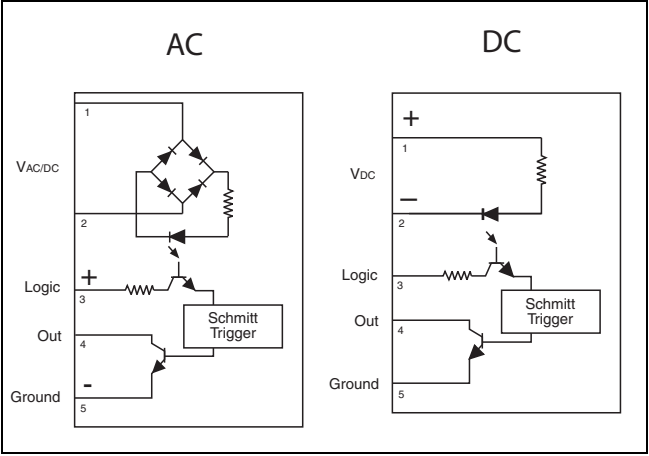 AC
1
VAC/DC
2
Logic
+
3
Out
4
Schmitt
Trigger
-
Ground
5
DC
+
1
VDC
−
2
Logic
3
Schmitt
Trigger
Out
4
Ground
5